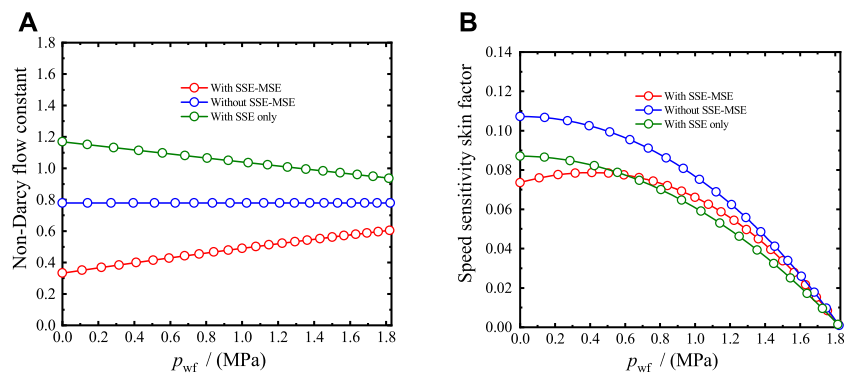 A
Non-Darcy flow constant
1.8
1.6
1.4
1.2
1.0
0.8
0.6
0.4
0.2
0.0
With SSE-MSE
Without SSE-MSE
With SSE only
0.0 0.2 0.4 0.6 0.8 1.0 1.2 1.4 1.6 1.8
pwf / (MPa)
B
Speed sensitivity skin factor
0.14
0.12
0.10
0.08
0.06
0.04
0.02
0.00
With SSE-MSE
Without SSE-MSE
With SSE only
0.0 0.2 0.4 0.6 0.8 1.0 1.2 1.4 1.6 1.8
pwf / (MPa)